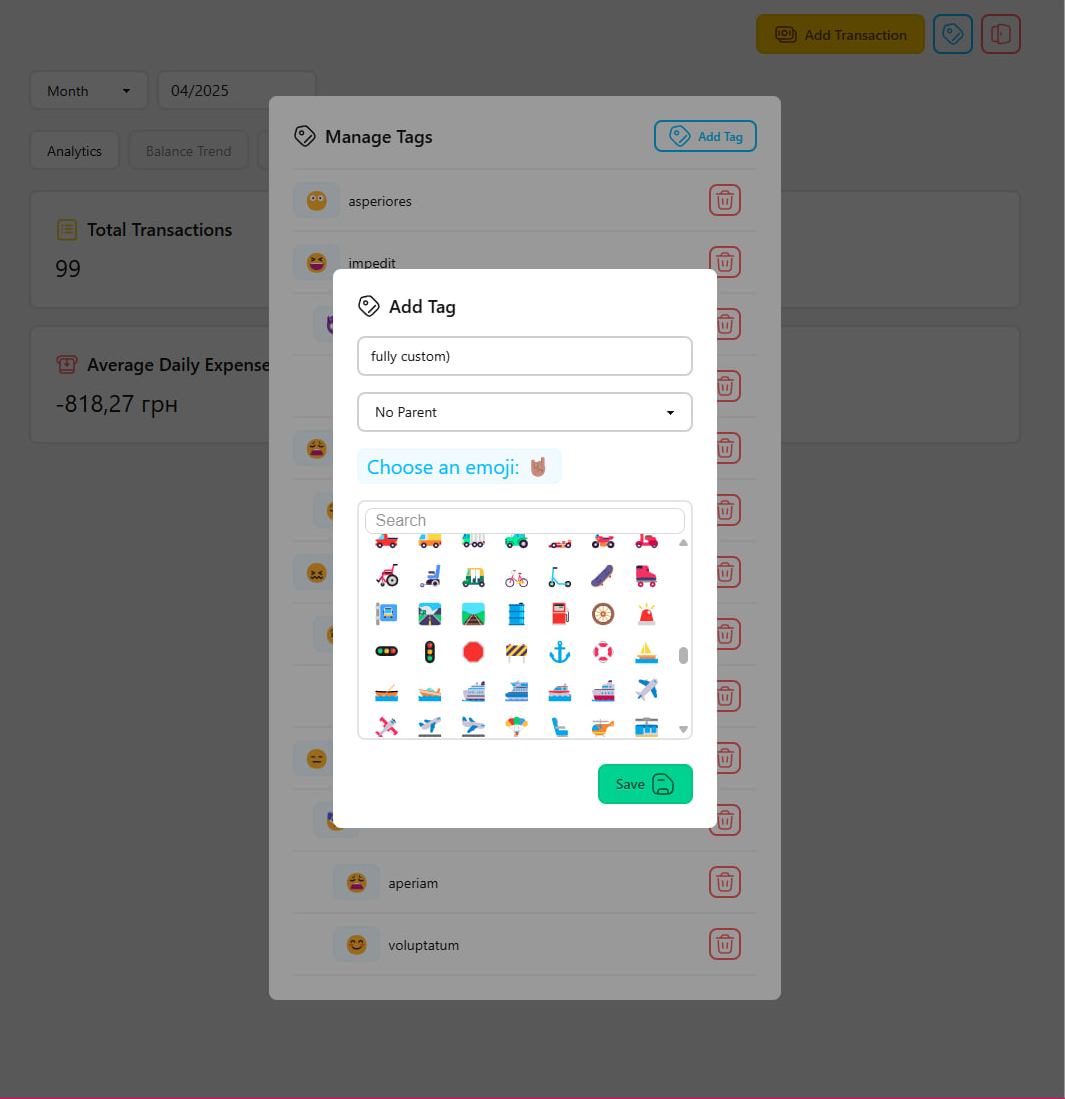 Add Transaction
Month
04/2025
Manage Tags
Add Tag
Analytics
Balance Trend
asperiores
Total Transactions
99
impedit
Add Tag
fully custom)
Average Daily Expense
-818,27 грн
No Parent
Choose an emoji:
Search
Save
aperiam
voluptatum